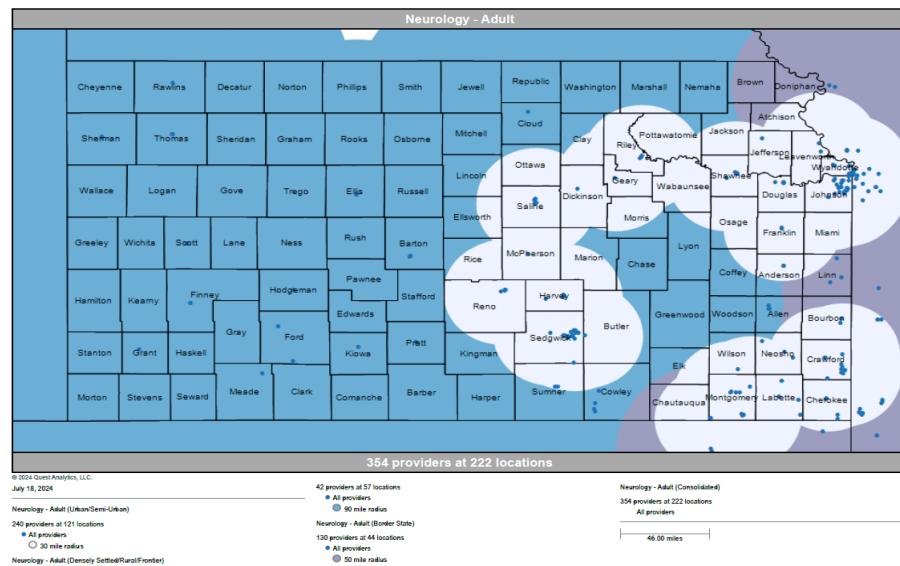 Neurology - Adult
Cheyenne Rawlins Decatur Norton Phillips Smith Jewell Republic Washington Marshall Nemaha Brown Doniphan
Sherman Thomas Sheridan Graham Rooks Osborne Mitchell Cloud Clay Riley Pottawatomie Jackson Atchison
Jefferson Leavenworth Wyandotte
Wallace Logan Gove Trego Ellis Russell Lincoln Ottawa Saline Dickinson Geary Wabaunsee Shawnee Douglas Johnson
Greeley Wichita Scott Lane Ness Rush Barton Ellsworth Rice McPherson Marion Morris Chase Lyon Osage Franklin Miami
Hamilton Kearny Finney Hodgeman Pawnee Stafford Reno Harvey Butler Greenwood Coffey Anderson Linn
Gray Ford Edwards Sedgwick Woodson Allen Bourbon
Stanton Grant Haskell Kiowa Pratt Kingman Elk Wilson Neosho Crawford
Morton Stevens Seward Meade Clark Comanche Barber Harper Sumner Cowley Chautauqua Montgomery Labette Cherokee
354 providers at 222 locations
© 2024 Quest Analytics, LLC.
July 18, 2024
Neurology - Adult (Urban/Semi-Urban)
240 providers at 121 locations
All providers
30 mile radius
Neurology - Adult (Densely Settled/Rural/Frontier)
42 providers at 57 locations
All providers
90 mile radius
Neurology - Adult (Border State)
130 providers at 44 locations
All providers
50 mile radius
Neurology - Adult (Consolidated)
354 providers at 222 locations
All providers
46.00 miles